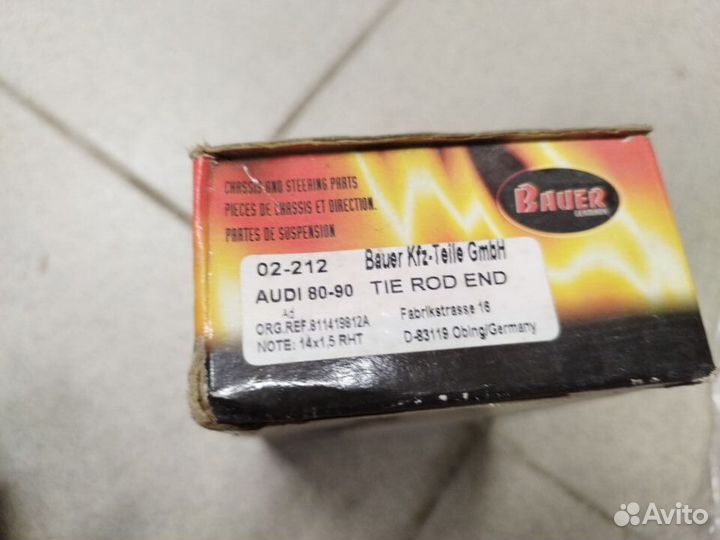 CHASSIS AND STEERING PARTS
PIECES DE CHASSIS ET DIRECTION.
PARTES DE SUSPENSION
BAUER
GERMANY
02-212 Bauer Kfz-Teile GmbH
AUDI 80-90 TIE ROD END
Ad
ORG.REF.811419812A Fabrikstrasse 16
NOTE: 14x1,5 RHT D-83119 Obing/Germany
Avito